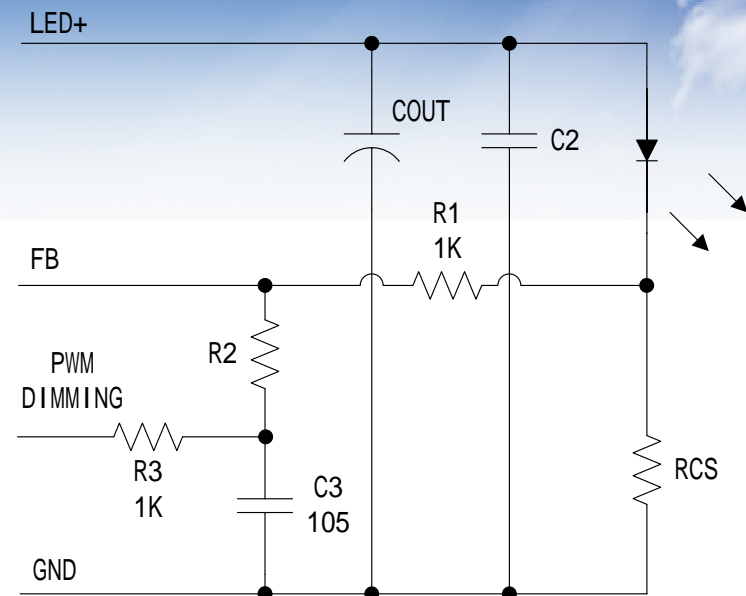 LED+
COUT
C2
R1
1K
FB
R2
PWM
DIMMING
R3
1K
C3
105
RCS
GND